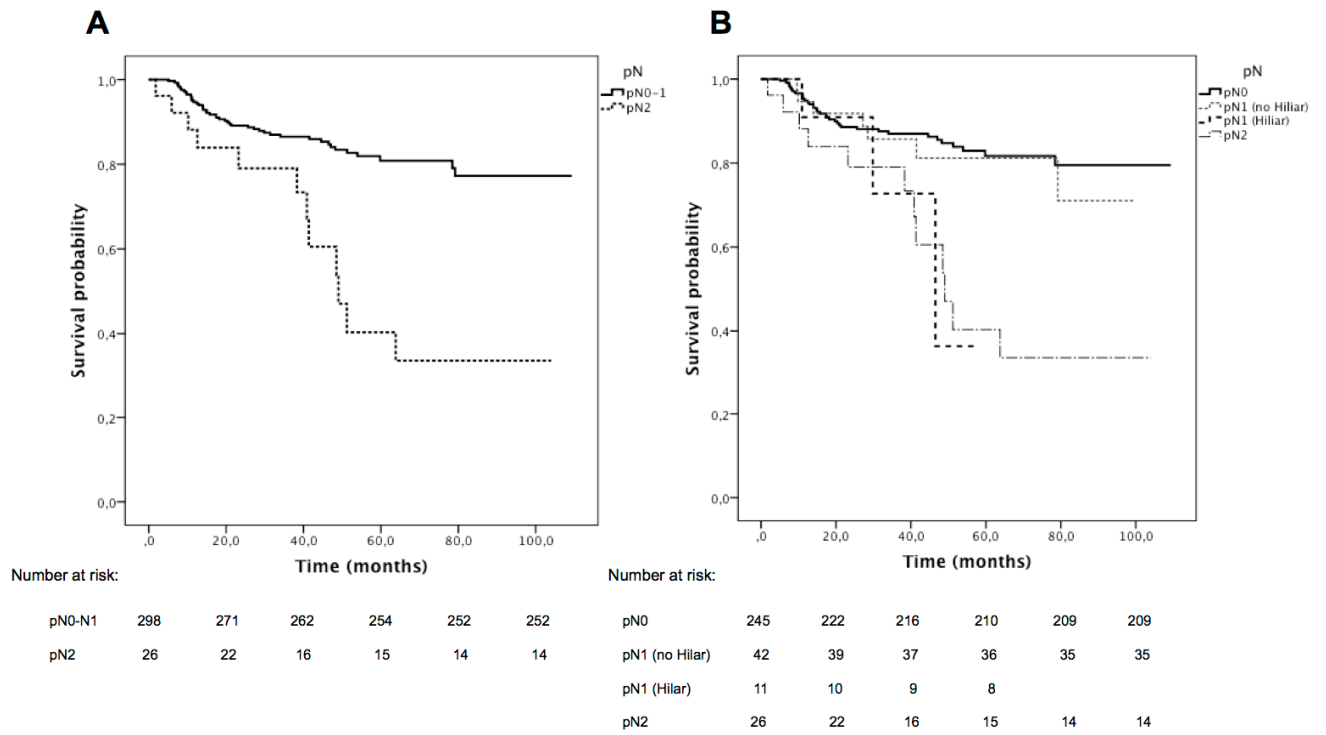 A
1,0
0,8
0,6
0,4
0,2
0,0
Survival probability
,0 20,0 40,0 60,0 80,0 100,0
Time (months)
pN
pN0-1
pN2
Number at risk:
pN0-N1 298 271 262 254 252 252
pN2 26 22 16 15 14 14
B
1,0
0,8
0,6
0,4
0,2
0,0
Survival probability
,0 20,0 40,0 60,0 80,0 100,0
Time (months)
pN
pN0
pN1 (no Hiliar)
pN1 (Hiliar)
pN2
Number at risk:
pN0 245 222 216 210 209 209
pN1 (no Hilar) 42 39 37 36 35 35
pN1 (Hilar) 11 10 9 8
pN2 26 22 16 15 14 14